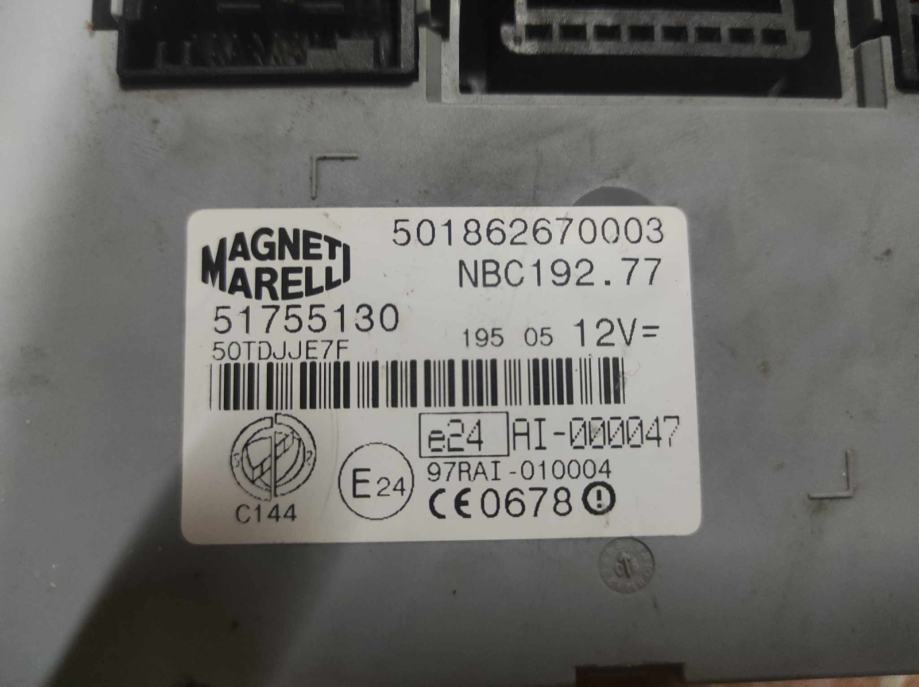 MAGNETI MARELLI
501862670003
NBC192.77
51755130
50TDJJE7F
195 05 12V=
e24 AI-000047
97RAI-010004
E24
CE0678
C144